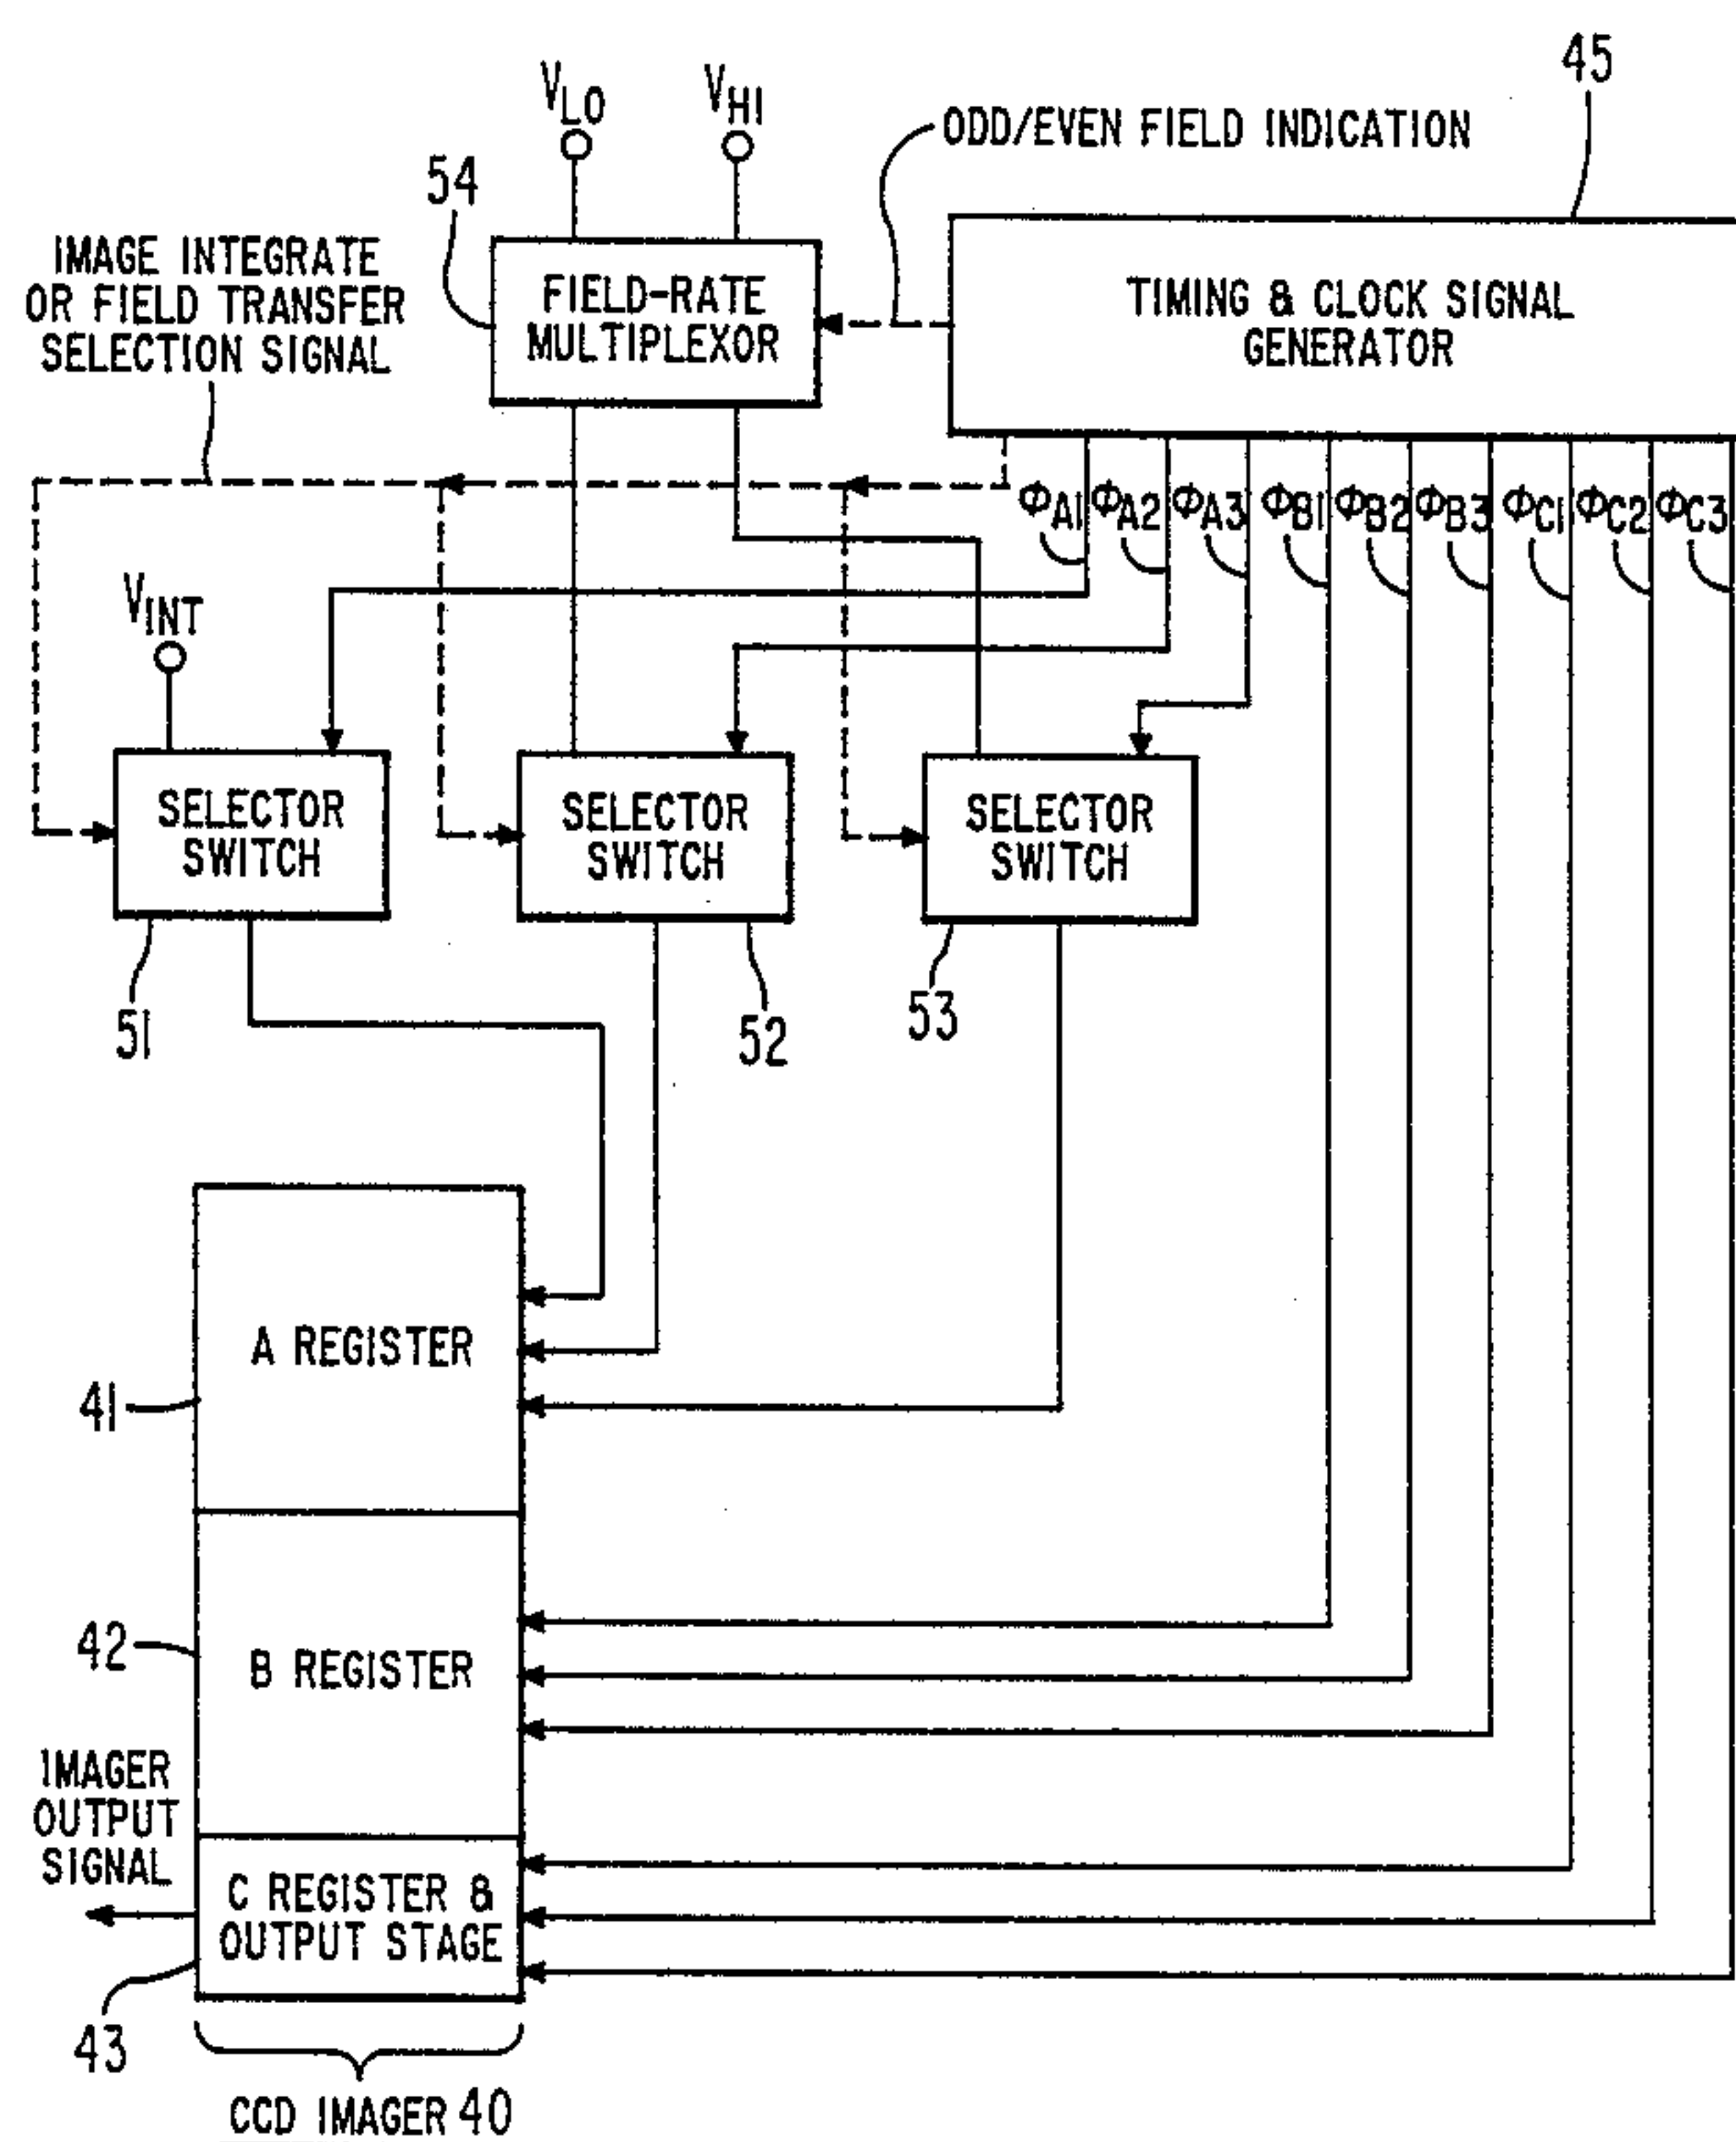 45
V_LO
V_HI
ODD/EVEN FIELD INDICATION
54
IMAGE INTEGRATE
OR FIELD TRANSFER
SELECTION SIGNAL
FIELD-RATE
MULTIPLEXOR
TIMING & CLOCK SIGNAL
GENERATOR
Φ_A1 Φ_A2 Φ_A3 Φ_B1 Φ_B2 Φ_B3 Φ_C1 Φ_C2 Φ_C3
V_INT
SELECTOR
SWITCH
SELECTOR
SWITCH
SELECTOR
SWITCH
51
52
53
A REGISTER
41
42
B REGISTER
IMAGER
OUTPUT
SIGNAL
C REGISTER &
OUTPUT STAGE
43
CCD IMAGER 40